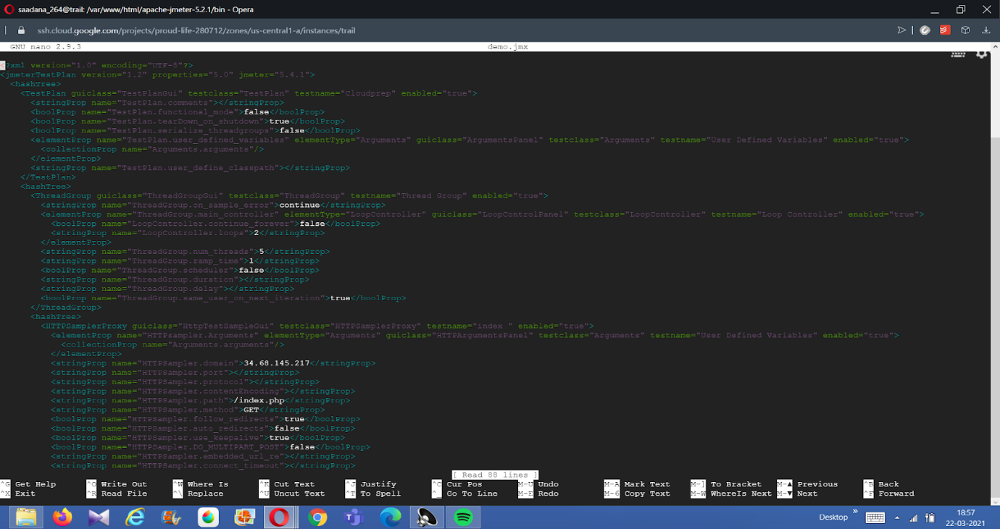 saadana_264@trail: /var/www/html/apache-jmeter-5.2.1/bin - Opera
ssh.cloud.google.com/projects/proud-life-280712/zones/us-central1-a/instances/trail
GNU nano 2.9.3 demo.jmx
<?xml version="1.0" encoding="UTF-8"?>
<jmeterTestPlan version="1.2" properties="5.0" jmeter="5.4.1">
<hashTree>
<TestPlan guiclass="TestPlanGui" testclass="TestPlan" testname="Cloudprep" enabled="true">
<stringProp name="TestPlan.comments"></stringProp>
<boolProp name="TestPlan.functional_mode">false</boolProp>
<boolProp name="TestPlan.tearDown_on_shutdown">true</boolProp>
<boolProp name="TestPlan.serialize_threadgroups">false</boolProp>
<elementProp name="TestPlan.user_defined_variables" elementType="Arguments" guiclass="ArgumentsPanel" testclass="Arguments" testname="User Defined Variables" enabled="true">
<collectionProp name="Arguments.arguments"/>
</elementProp>
<stringProp name="TestPlan.user_define_classpath"></stringProp>
</TestPlan>
<hashTree>
<ThreadGroup guiclass="ThreadGroupGui" testclass="ThreadGroup" testname="Thread Group" enabled="true">
<stringProp name="ThreadGroup.on_sample_error">continue</stringProp>
<elementProp name="ThreadGroup.main_controller" elementType="LoopController" guiclass="LoopControlPanel" testclass="LoopController" testname="Loop Controller" enabled="true">
<boolProp name="LoopController.continue_forever">false</boolProp>
<stringProp name="LoopController.loops">2</stringProp>
</elementProp>
<stringProp name="ThreadGroup.num_threads">5</stringProp>
<stringProp name="ThreadGroup.ramp_time">1</stringProp>
<boolProp name="ThreadGroup.scheduler">false</boolProp>
<stringProp name="ThreadGroup.duration"></stringProp>
<stringProp name="ThreadGroup.delay"></stringProp>
<boolProp name="ThreadGroup.same_user_on_next_iteration">true</boolProp>
</ThreadGroup>
<hashTree>
<HTTPSamplerProxy guiclass="HttpTestSampleGui" testclass="HTTPSamplerProxy" testname="index " enabled="true">
<elementProp name="HTTPsampler.Arguments" elementType="Arguments" guiclass="HTTPArgumentsPanel" testclass="Arguments" testname="User Defined Variables" enabled="true">
<collectionProp name="Arguments.arguments"/>
</elementProp>
<stringProp name="HTTPSampler.domain">34.68.145.217</stringProp>
<stringProp name="HTTPSampler.port"></stringProp>
<stringProp name="HTTPSampler.protocol"></stringProp>
<stringProp name="HTTPSampler.contentEncoding"></stringProp>
<stringProp name="HTTPSampler.path">/index.php</stringProp>
<stringProp name="HTTPSampler.method">GET</stringProp>
<boolProp name="HTTPSampler.follow_redirects">true</boolProp>
<boolProp name="HTTPSampler.auto_redirects">false</boolProp>
<boolProp name="HTTPSampler.use_keepalive">true</boolProp>
<boolProp name="HTTPSampler.DO_MULTIPART_POST">false</boolProp>
<stringProp name="HTTPSampler.embedded_url_re"></stringProp>
<stringProp name="HTTPSampler.connect_timeout"></stringProp>
[ Read 88 lines ]
^G Get Help ^O Write Out ^W Where Is ^K Cut Text ^J Justify ^C Cur Pos M-U Undo M-A Mark Text M-] To Bracket M-▲ Previous ^B Back
^X Exit ^R Read File ^\ Replace ^U Uncut Text ^T To Spell ^_ Go To Line M-E Redo M-6 Copy Text M-W WhereIs Next M-▼ Next ^F Forward
Desktop
18:57
22-03-2021